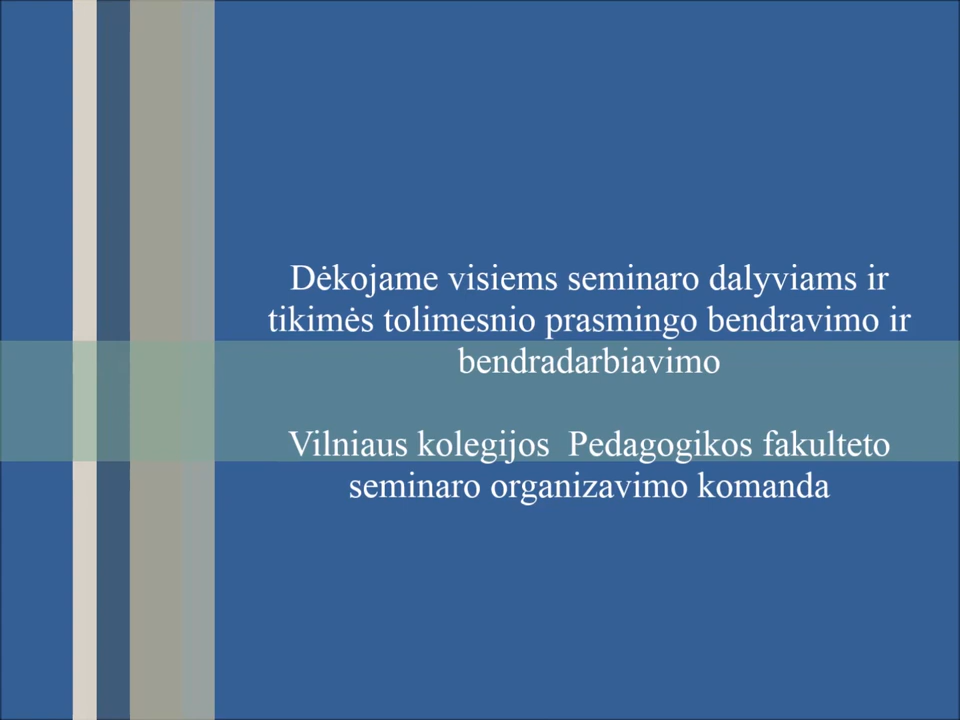 Dėkojame visiems seminaro dalyviams ir
tikimės tolimesnio prasmingo bendravimo ir
bendradarbiavimo
Vilniaus kolegijos  Pedagogikos fakulteto
seminaro organizavimo komanda